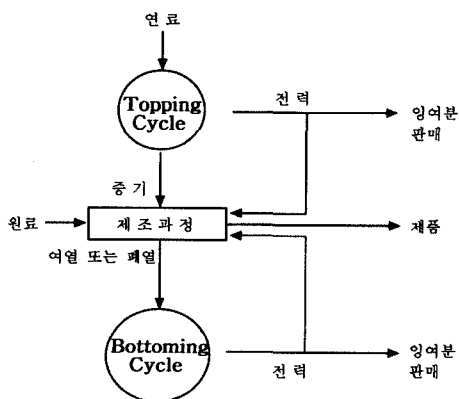 연료
Topping
Cycle
전력
잉여분
판매
증기
원료
제조과정
제품
여열 또는 폐열
Bottoming
Cycle
전력
잉여분
판매